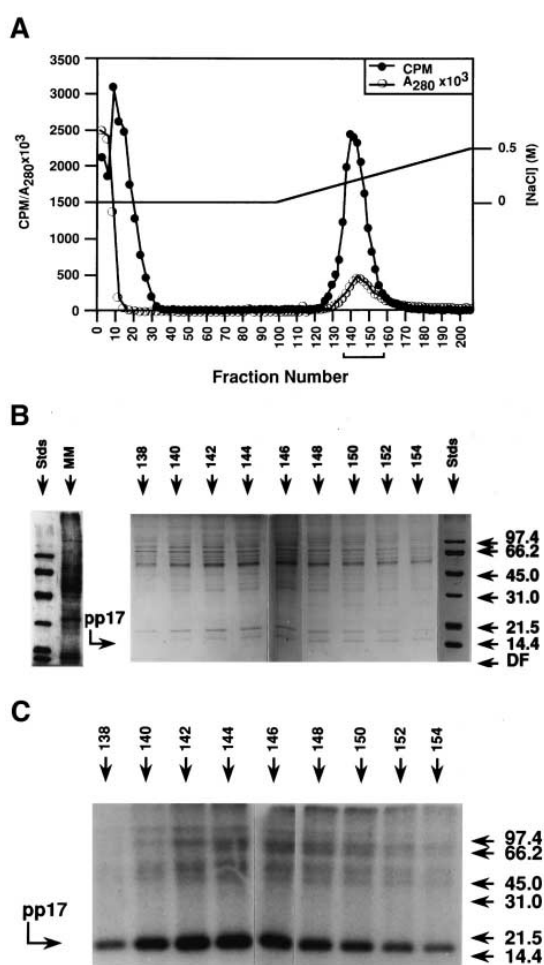 A
CPM/A280x10³
3500
3000
2500
2000
1500
1000
500
0
CPM
A280 x10³
0.5
0
[NaCl] (M)
0 10 20 30 40 50 60 70 80 90 100 110 120 130 140 150 160 170 180 190 200
Fraction Number
B
Stds MM 138 140 142 144 146 148 150 152 154 Stds
pp17
97.4
66.2
45.0
31.0
21.5
14.4
DF
C
138 140 142 144 146 148 150 152 154
pp17
97.4
66.2
45.0
31.0
21.5
14.4